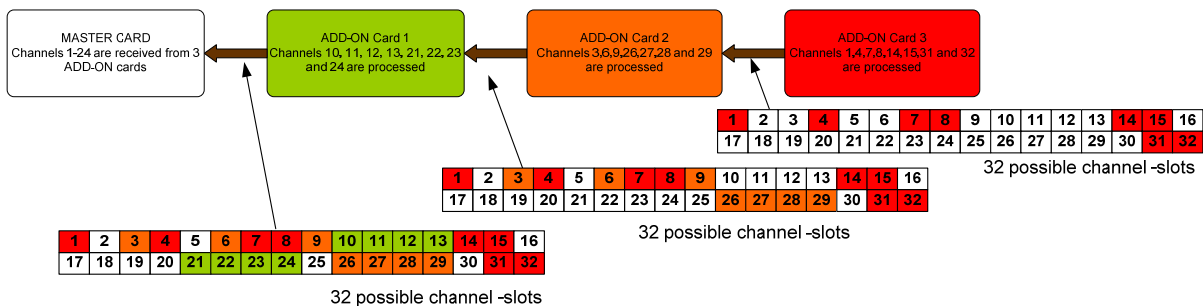 MASTER CARD
Channels 1-24 are received from 3
ADD-ON cards
ADD-ON Card 1
Channels 10, 11, 12, 13, 21, 22, 23
and 24 are processed
ADD-ON Card 2
Channels 3,6,9,26,27,28 and 29
are processed
ADD-ON Card 3
Channels 1,4,7,8, 14,15,31 and 32
are processed
1 2 3 4 5 6 7 8 9 10 11 12 13 14 15 16
17 18 19 20 21 22 23 24 25 26 27 28 29 30 31 32
32 possible channel -slots
1 2 3 4 5 6 7 8 9 10 11 12 13 14 15 16
17 18 19 20 21 22 23 24 25 26 27 28 29 30 31 32
32 possible channel -slots
1 2 3 4 5 6 7 8 9 10 11 12 13 14 15 16
17 18 19 20 21 22 23 24 25 26 27 28 29 30 31 32
32 possible channel -slots